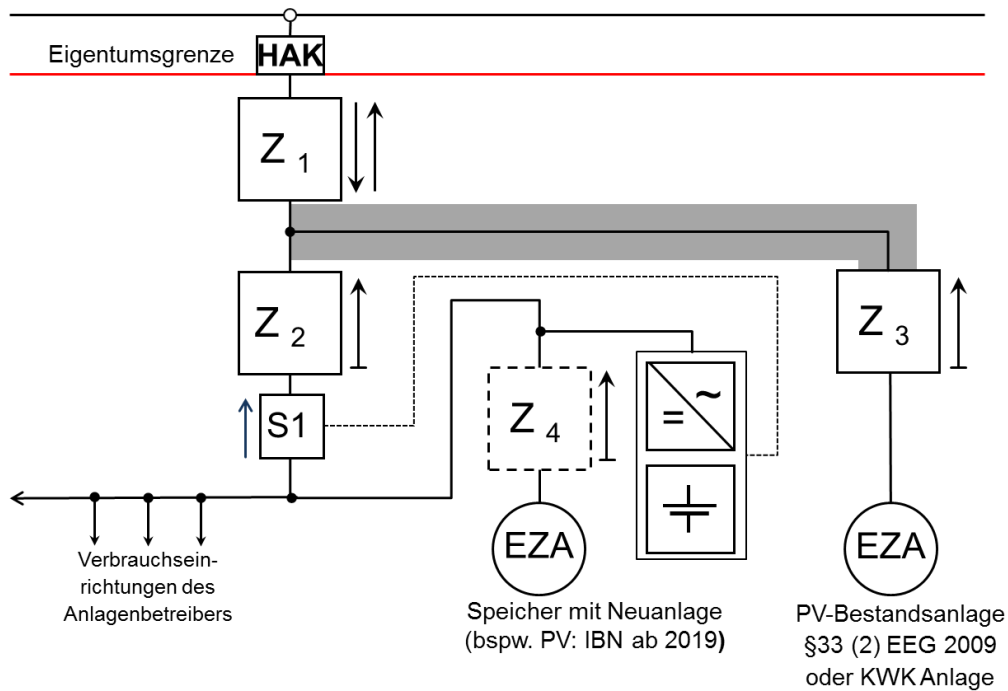 Eigentumsgrenze HAK
Z 1
Z 2
Z 3
S1
Z 4
~
=
EZA
EZA
Verbrauchsein-
richtungen des
Anlagenbetreibers
Speicher mit Neuanlage
(bspw. PV: IBN ab 2019)
PV-Bestandsanlage
§33 (2) EEG 2009
oder KWK Anlage